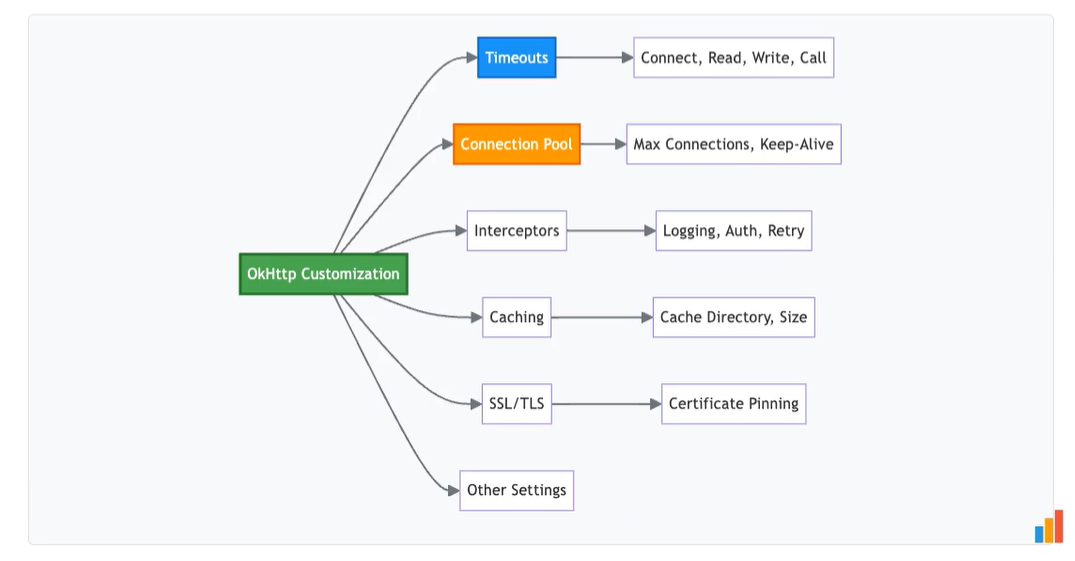 Timeouts
Connect, Read, Write, Call
Connection Pool
Max Connections, Keep-Alive
Interceptors
Logging, Auth, Retry
OkHttp Customization
Caching
Cache Directory, Size
SSL/TLS
Certificate Pinning
Other Settings